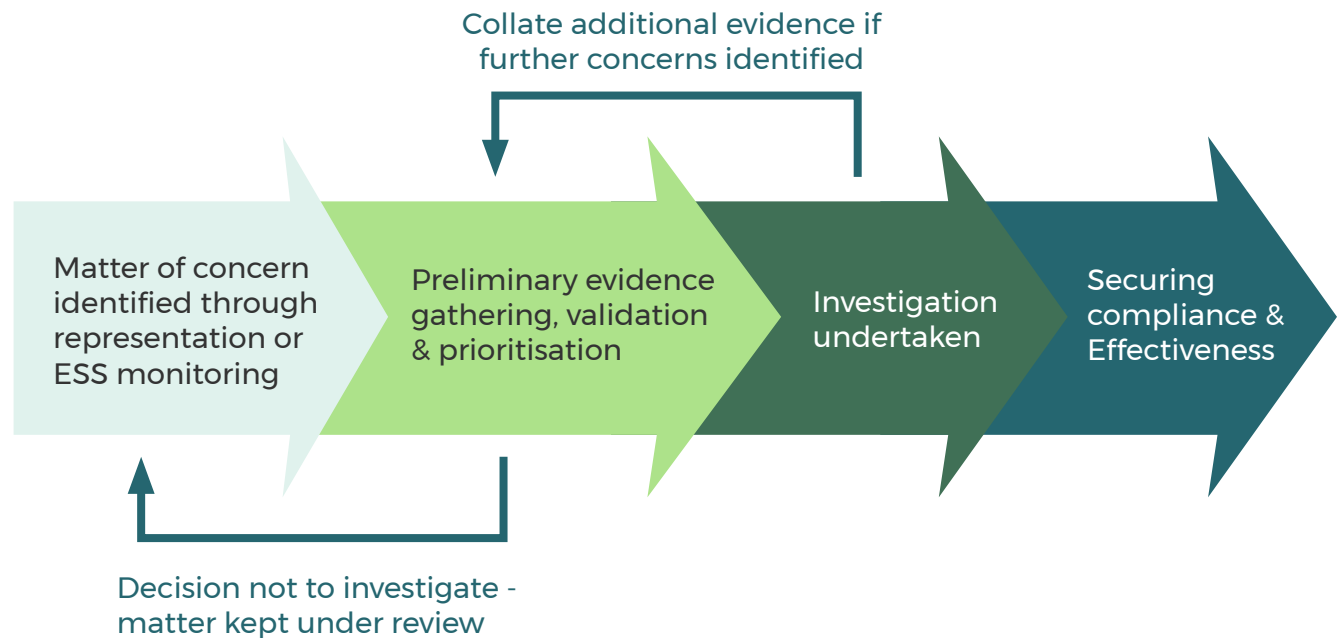 Collate additional evidence if
further concerns identified
Matter of concern
identified through
representation or
ESS monitoring
Preliminary evidence
gathering, validation
& prioritisation
Investigation
undertaken
Securing
compliance &
Effectiveness
Decision not to investigate -
matter kept under review